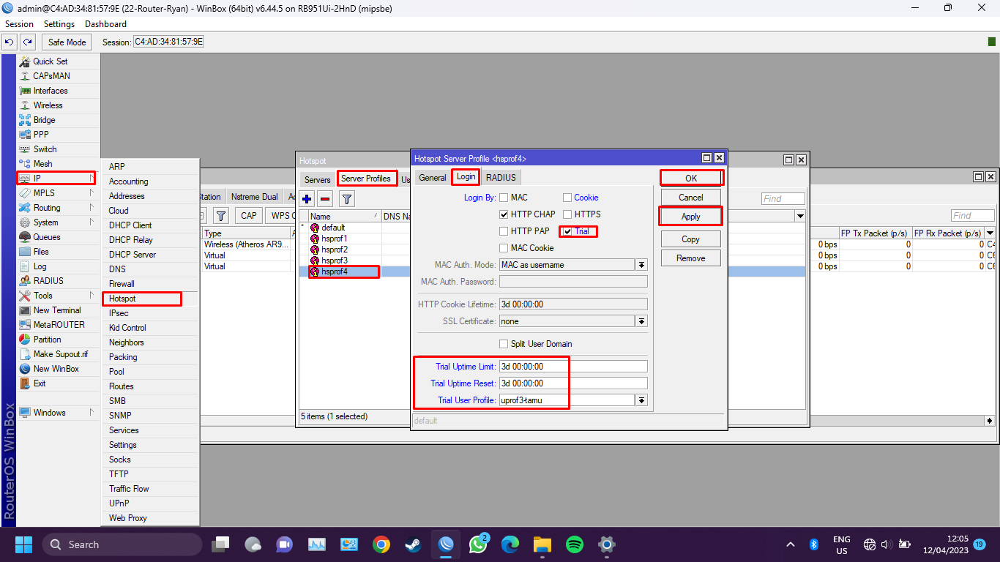 admin@C4:AD:34:81:57:9E (22-Router-Ryan) - WinBox (64bit) v6.44.5 on RB951Ui-2HnD (mipsbe)
Session Settings Dashboard
Safe Mode Session: C4:AD:34:81:57:9E
RouterOS WinBox
Quick Set
CAPsMAN
Interfaces
Wireless
Bridge
PPP
Switch
Mesh
IP
MPLS
Routing
System
Queues
Files
Log
RADIUS
Tools
New Terminal
MetaROUTER
Partition
Make Supout.rif
New WinBox
Exit
Windows
ARP
Accounting
Addresses
Cloud
DHCP Client
DHCP Relay
DHCP Server
DNS
Firewall
Hotspot
IPsec
Kid Control
Neighbors
Packing
Pool
Routes
SMB
SNMP
Services
Settings
Socks
TFTP
Traffic Flow
UPnP
Web Proxy
Station Nstreme Dual Ac
CAP WPS C
Type
Wireless (Atheros AR9...
Virtual
Virtual
Hotspot
Servers Server Profiles Us
Find
Name / DNS Na
* default
hsprof1
hsprof2
hsprof3
hsprof4
5 items (1 selected)
Hotspot Server Profile <hsprof4>
General Login RADIUS
Login By: MAC Cookie
HTTP CHAP HTTPS
HTTP PAP Trial
MAC Cookie
MAC Auth. Mode: MAC as username
MAC Auth. Password:
HTTP Cookie Lifetime: 3d 00:00:00
SSL Certificate: none
Split User Domain
Trial Uptime Limit: 3d 00:00:00
Trial Uptime Reset: 3d 00:00:00
Trial User Profile: uprof3-tamu
default
OK
Cancel
Apply
Copy
Remove
Find
FP Tx Packet (p/s) FP Rx Packet (p/s)
0 bps 0 0 C4
0 bps 0 0 C6
0 bps 0 0 C6
Search
2
ENG
US
12:05
12/04/2023
19